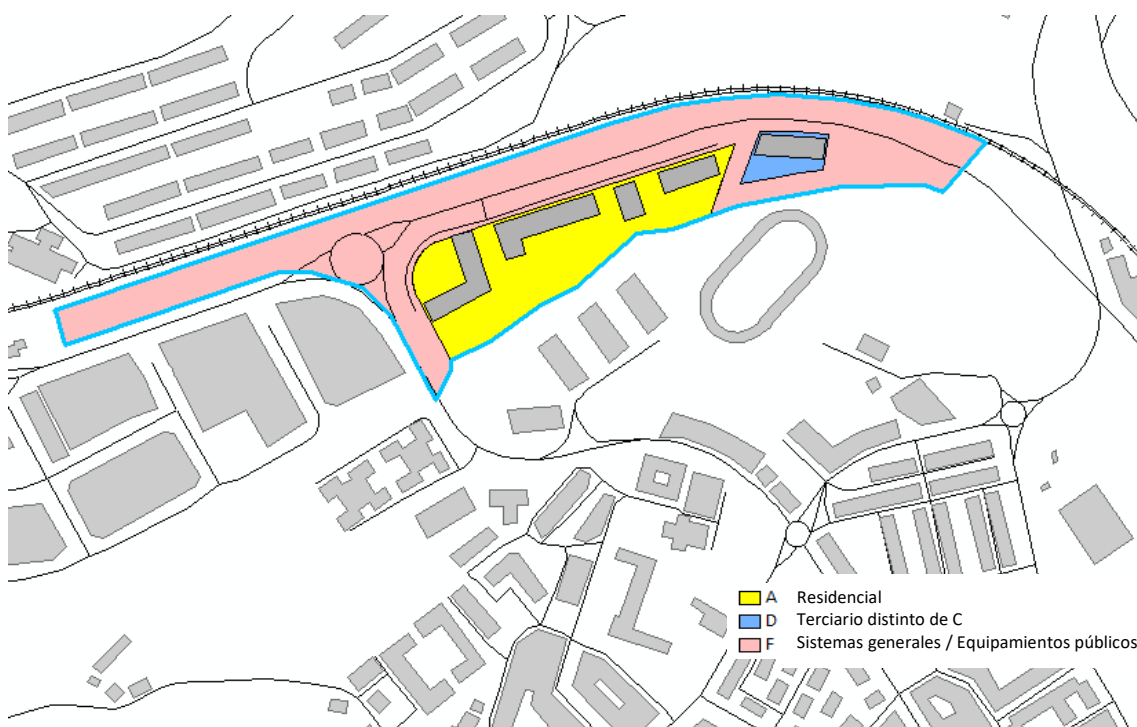 A Residencial
D Terciario distinto de C
F Sistemas generales / Equipamientos públicos